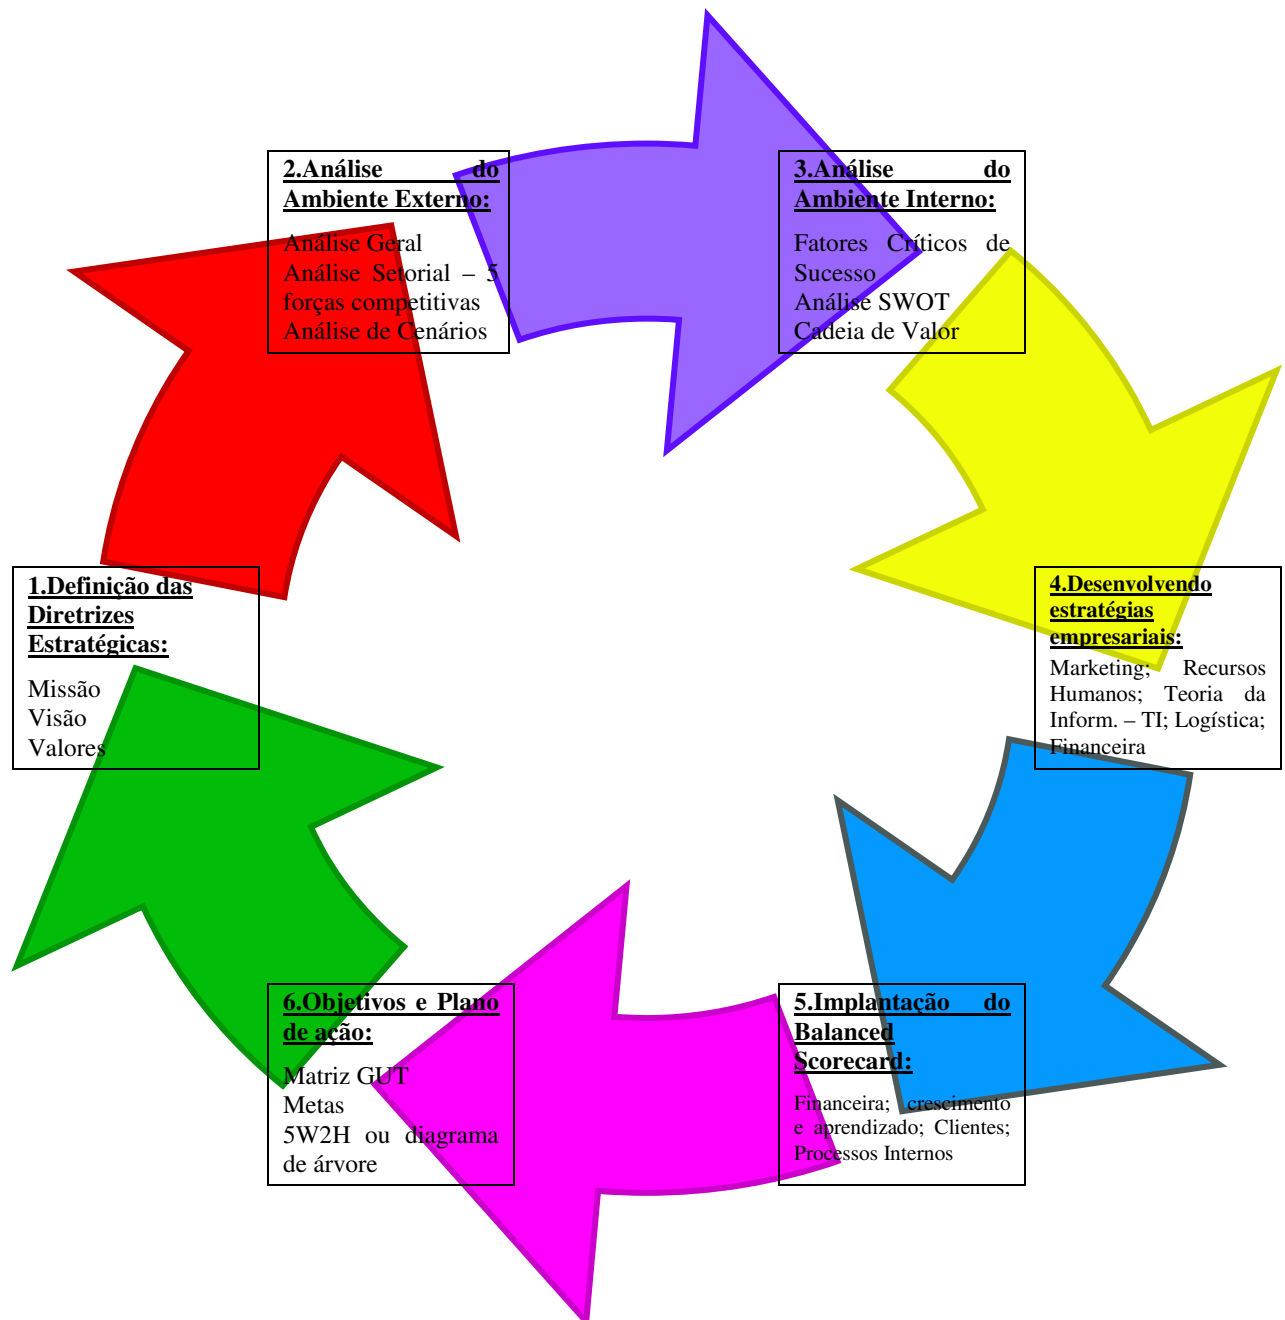 1.Definição das
Diretrizes
Estratégicas:
Missão
Visão
Valores
2.Análise do
Ambiente Externo:
Análise Geral
Análise Setorial – 5
forças competitivas
Análise de Cenários
3.Análise do
Ambiente Interno:
Fatores Críticos de
Sucesso
Análise SWOT
Cadeia de Valor
4.Desenvolvendo
estratégias
empresariais:
Marketing; Recursos
Humanos; Teoria da
Inform. – TI; Logística;
Financeira
5.Implantação do
Balanced
Scorecard:
Financeira; crescimento
e aprendizado; Clientes;
Processos Internos
6.Objetivos e Plano
de ação:
Matriz GUT
Metas
5W2H ou diagrama
de árvore